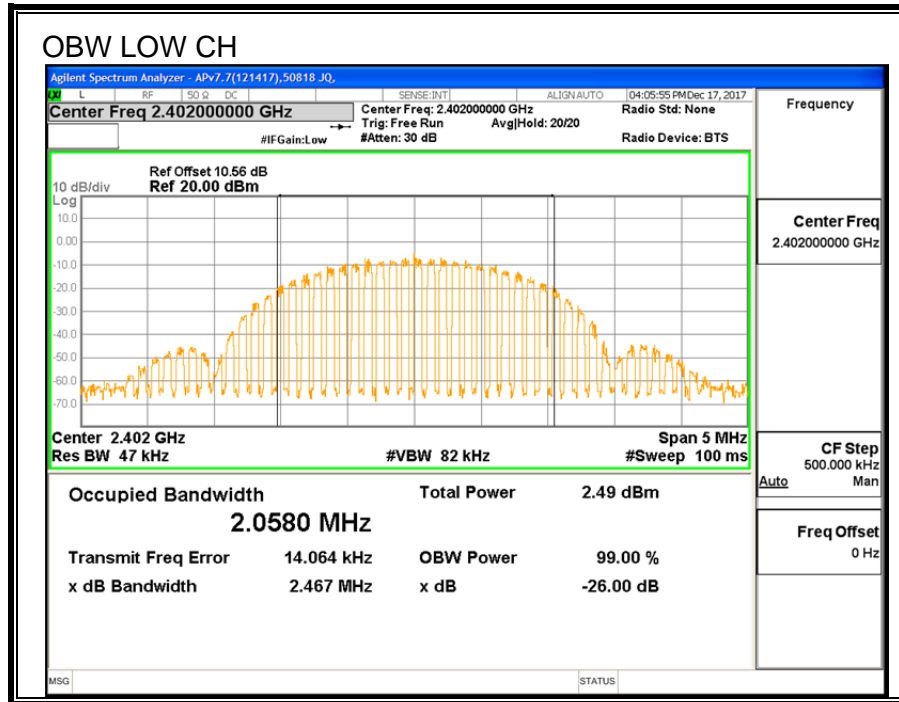 OBW LOW CH
Agilent Spectrum Analyzer - APv7.7(121417),50818 JQ,
LXI L RF 50 Ω DC SENSE:INT ALIGN AUTO 04:05:55 PM Dec 17, 2017
Center Freq 2.402000000 GHz
#IFGain:Low
Center Freq: 2.402000000 GHz
Trig: Free Run Avg|Hold: 20/20
#Atten: 30 dB
Radio Std: None
Radio Device: BTS
Ref Offset 10.56 dB
10 dB/div Ref 20.00 dBm
Log
10.0
0.00
-10.0
-20.0
-30.0
-40.0
-50.0
-60.0
-70.0
Center 2.402 GHz Span 5 MHz
Res BW 47 kHz #VBW 82 kHz #Sweep 100 ms
Occupied Bandwidth Total Power 2.49 dBm
2.0580 MHz
Transmit Freq Error 14.064 kHz OBW Power 99.00 %
x dB Bandwidth 2.467 MHz x dB -26.00 dB
MSG STATUS
Frequency
Center Freq
2.402000000 GHz
CF Step
500.000 kHz
Auto Man
Freq Offset
0 Hz